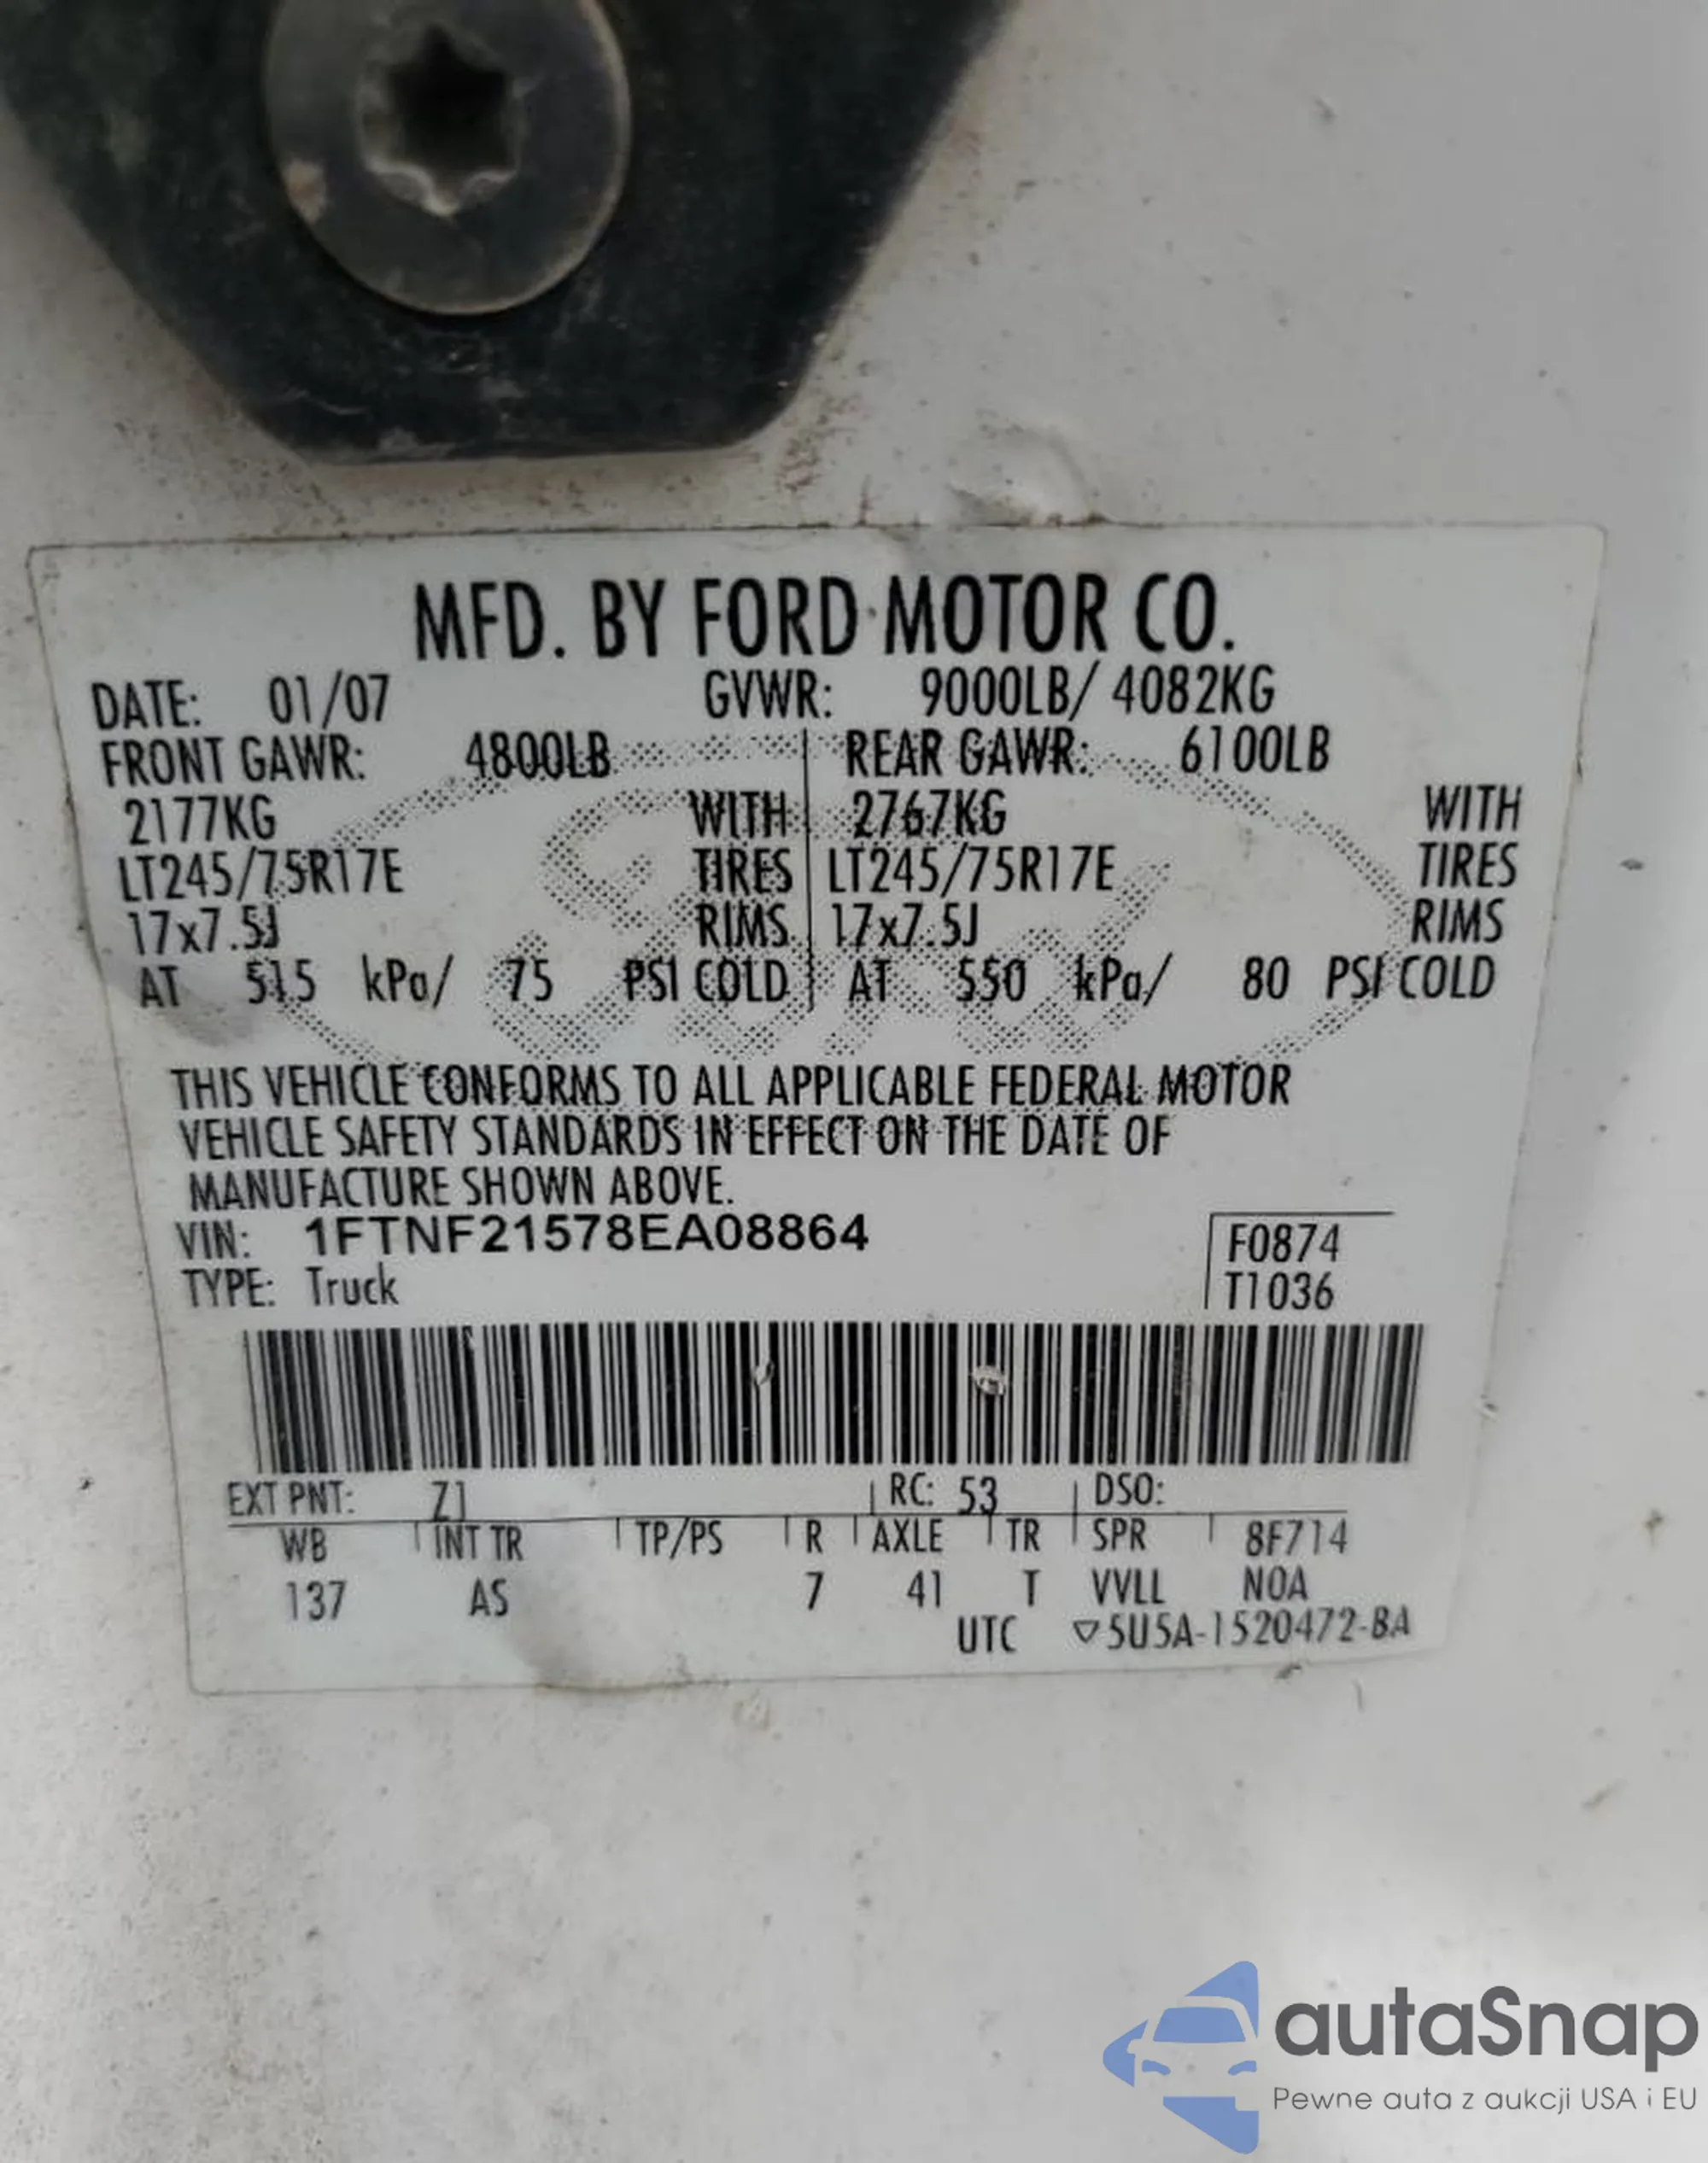 MFD. BY FORD MOTOR CO.
DATE: 01/07 GVWR: 9000LB/ 4082KG
FRONT GAWR: 4800LB REAR GAWR: 6100LB
2177KG WITH 2767KG WITH
LT245/75R17E TIRES LT245/75R17E TIRES
17x7.5J RIMS 17x7.5J RIMS
AT 515 kPa/ 75 PSI COLD AT 550 kPa/ 80 PSI COLD
THIS VEHICLE CONFORMS TO ALL APPLICABLE FEDERAL MOTOR
VEHICLE SAFETY STANDARDS IN EFFECT ON THE DATE OF
MANUFACTURE SHOWN ABOVE.
VIN: 1FTNF21578EA08864 F0874
TYPE: Truck T1036
EXT PNT: Z1 RC: 53 DSO:
WB INT TR TP/PS R AXLE TR SPR 8F714
137 AS 7 41 T VVLL NOA
UTC ▽5U5A-1520472-BA
autaSnap
Pewne auta z aukcji USA i EU